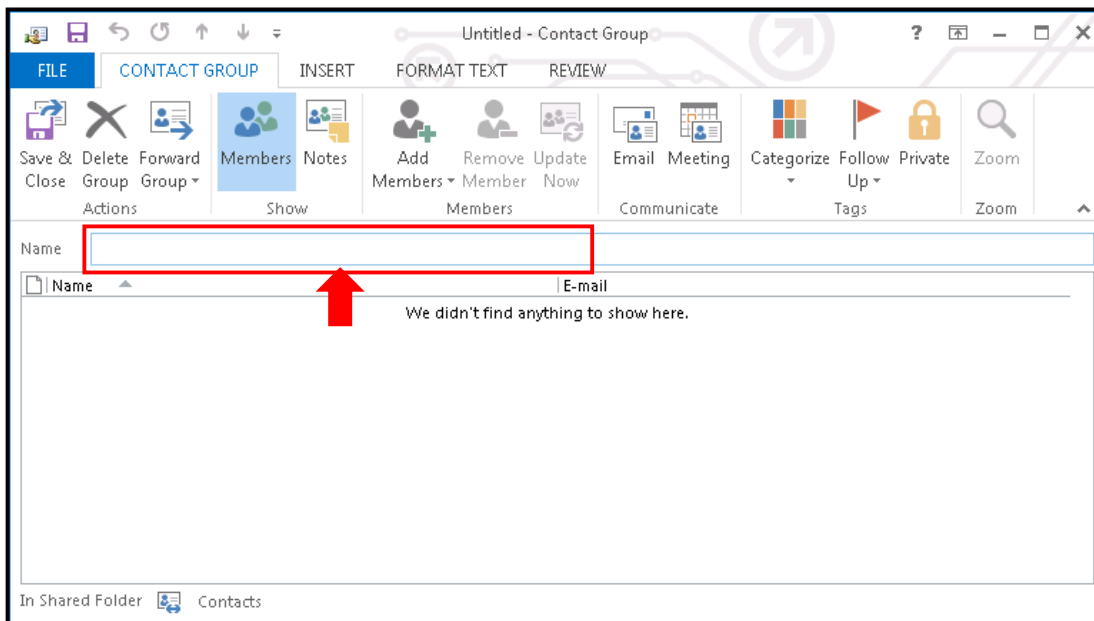 Untitled - Contact Group ?
FILE CONTACT GROUP INSERT FORMAT TEXT REVIEW
Save & Delete Forward Members Notes Add Remove Update Email Meeting Categorize Follow Private Zoom
Close Group Group Members Member Now Up
Actions Show Members Communicate Tags Zoom
Name
Name E-mail
We didn't find anything to show here.
In Shared Folder Contacts